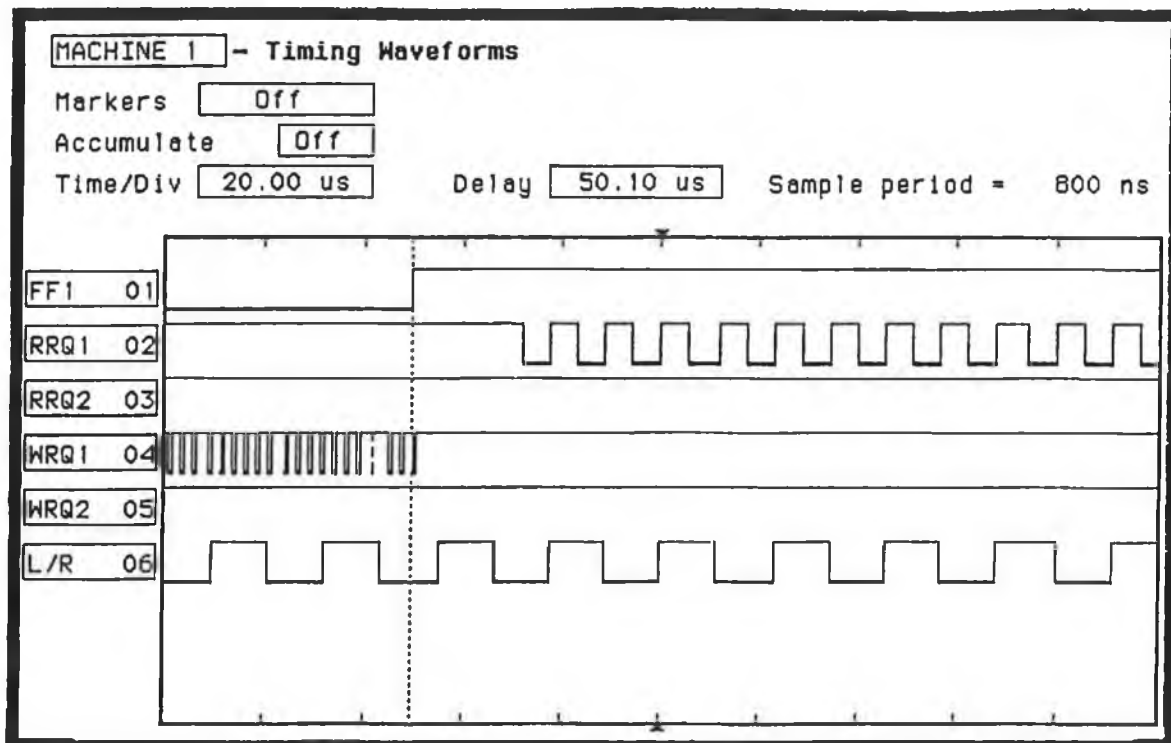 MACHINE 1 - Timing Waveforms
Markers Off
Accumulate Off
Time/Div 20.00 us Delay 50.10 us Sample period = 800 ns
FF1 01
RRQ1 02
RRQ2 03
WRQ1 04
WRQ2 05
L/R 06